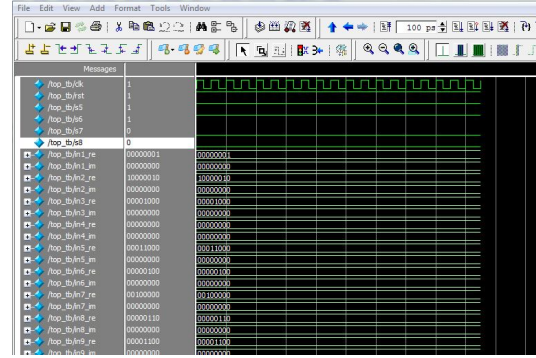 File Edit View Add Format Tools Window
100 ps
Messages
/top_tb/clk 1
/top_tb/rst 1
/top_tb/s5 1
/top_tb/s6 1
/top_tb/s7 0
/top_tb/s8 0
/top_tb/in1_re 00000001 00000001
/top_tb/in1_im 00000000 00000000
/top_tb/in2_re 10000010 10000010
/top_tb/in2_im 00000000 00000000
/top_tb/in3_re 00001000 00001000
/top_tb/in3_im 00000000 00000000
/top_tb/in4_re 00000000 00000000
/top_tb/in4_im 00000000 00000000
/top_tb/in5_re 00011000 00011000
/top_tb/in5_im 00000000 00000000
/top_tb/in6_re 00000100 00000100
/top_tb/in6_im 00000000 00000000
/top_tb/in7_re 00100000 00100000
/top_tb/in7_im 00000000 00000000
/top_tb/in8_re 00000110 00000110
/top_tb/in8_im 00000000 00000000
/top_tb/in9_re 00001100 00001100
/top_tb/in9_im 00000000 00000000